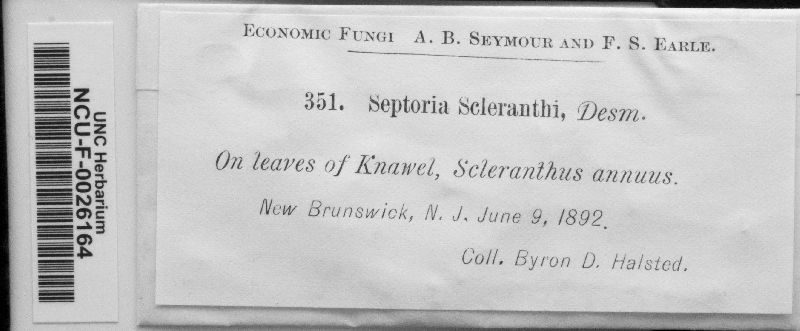 ECONOMIC FUNGI A. B. SEYMOUR AND F. S. EARLE.
351. Septoria Scleranthi, Desm.
On leaves of Knawel, Scleranthus annuus.
New Brunswick, N. J. June 9, 1892.
Coll. Byron D. Halsted.
UNC Herbarium
NCU-F-0026164